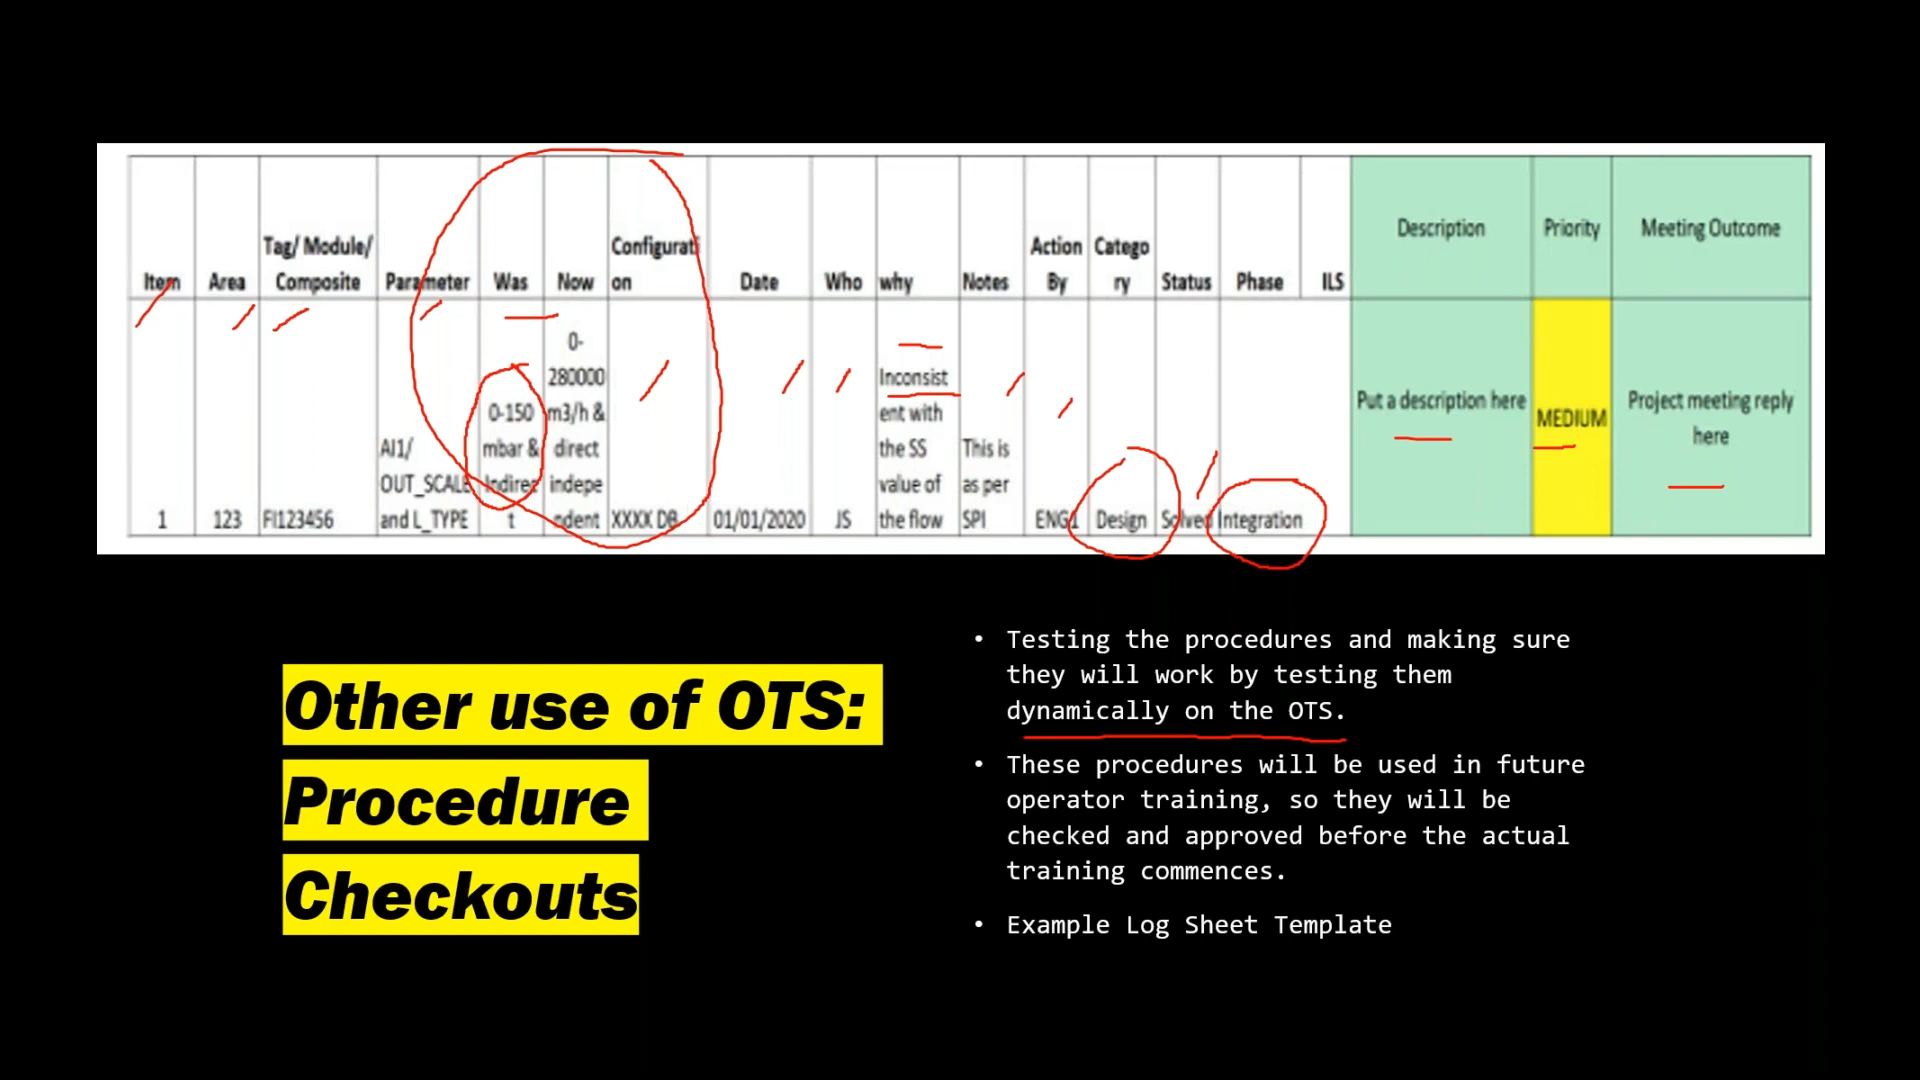 Tag/ Module/ Configurati Action Catego Description Priority Meeting Outcome
Item Area Composite Parameter Was Now on Date Who why Notes By ry Status Phase ILS
0-
280000 Inconsist
0-150 m3/h & ent with Put a description here MEDIUM Project meeting reply
AI1/ mbar & direct the SS This is here
OUT_SCALE Indirec indepe value of as per
1 123 FI123456 and L_TYPE t ndent XXXX DB 01/01/2020 JS the flow SPI ENG1 Design Solved Integration
Other use of OTS:
Procedure
Checkouts
• Testing the procedures and making sure
they will work by testing them
dynamically on the OTS.
• These procedures will be used in future
operator training, so they will be
checked and approved before the actual
training commences.
• Example Log Sheet Template